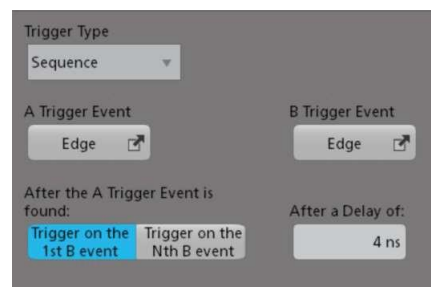 Trigger Type
Sequence
A Trigger Event
B Trigger Event
Edge
Edge
After the A Trigger Event is
found:
After a Delay of:
Trigger on the
1st B event
Trigger on the
Nth B event
4 ns